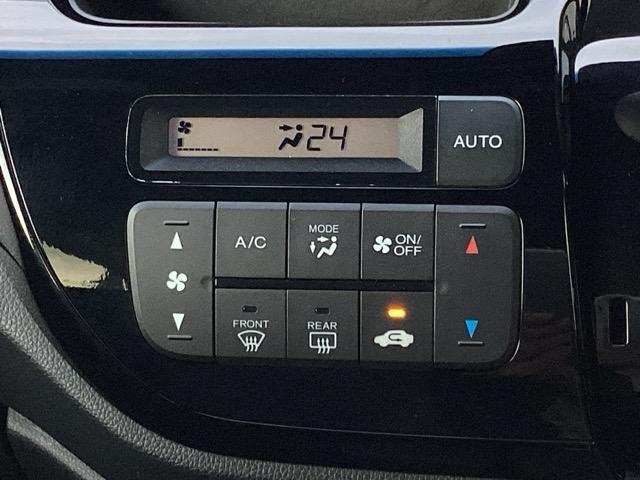 24
AUTO
MODE
A/C
ON/
OFF
FRONT
REAR